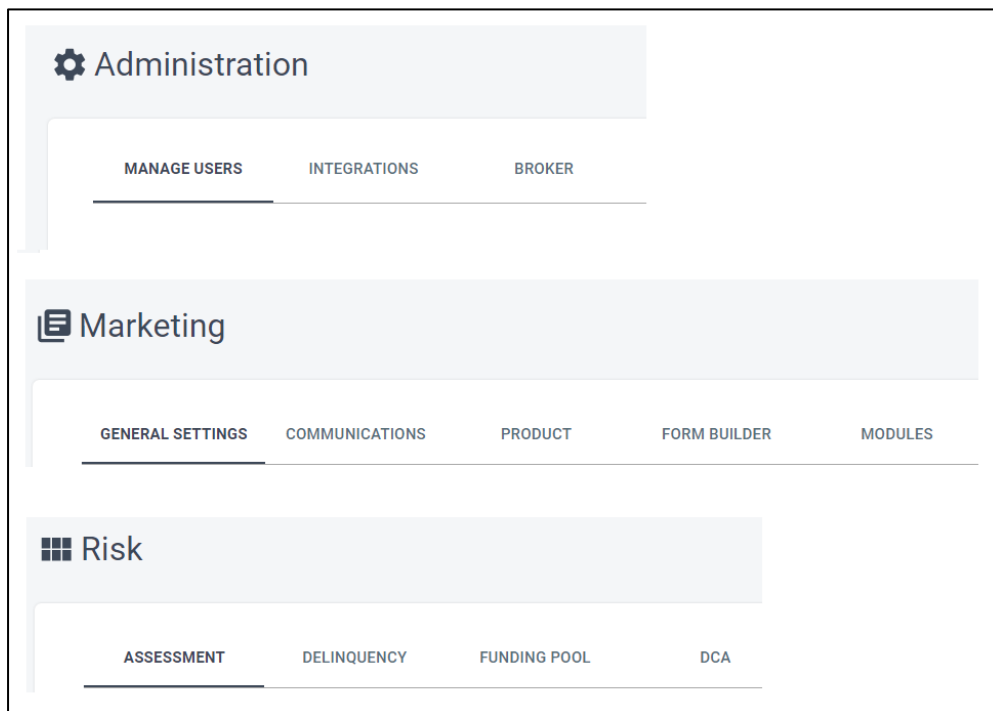 Administration
MANAGE USERS INTEGRATIONS BROKER
Marketing
GENERAL SETTINGS COMMUNICATIONS PRODUCT FORM BUILDER MODULES
Risk
ASSESSMENT DELINQUENCY FUNDING POOL DCA